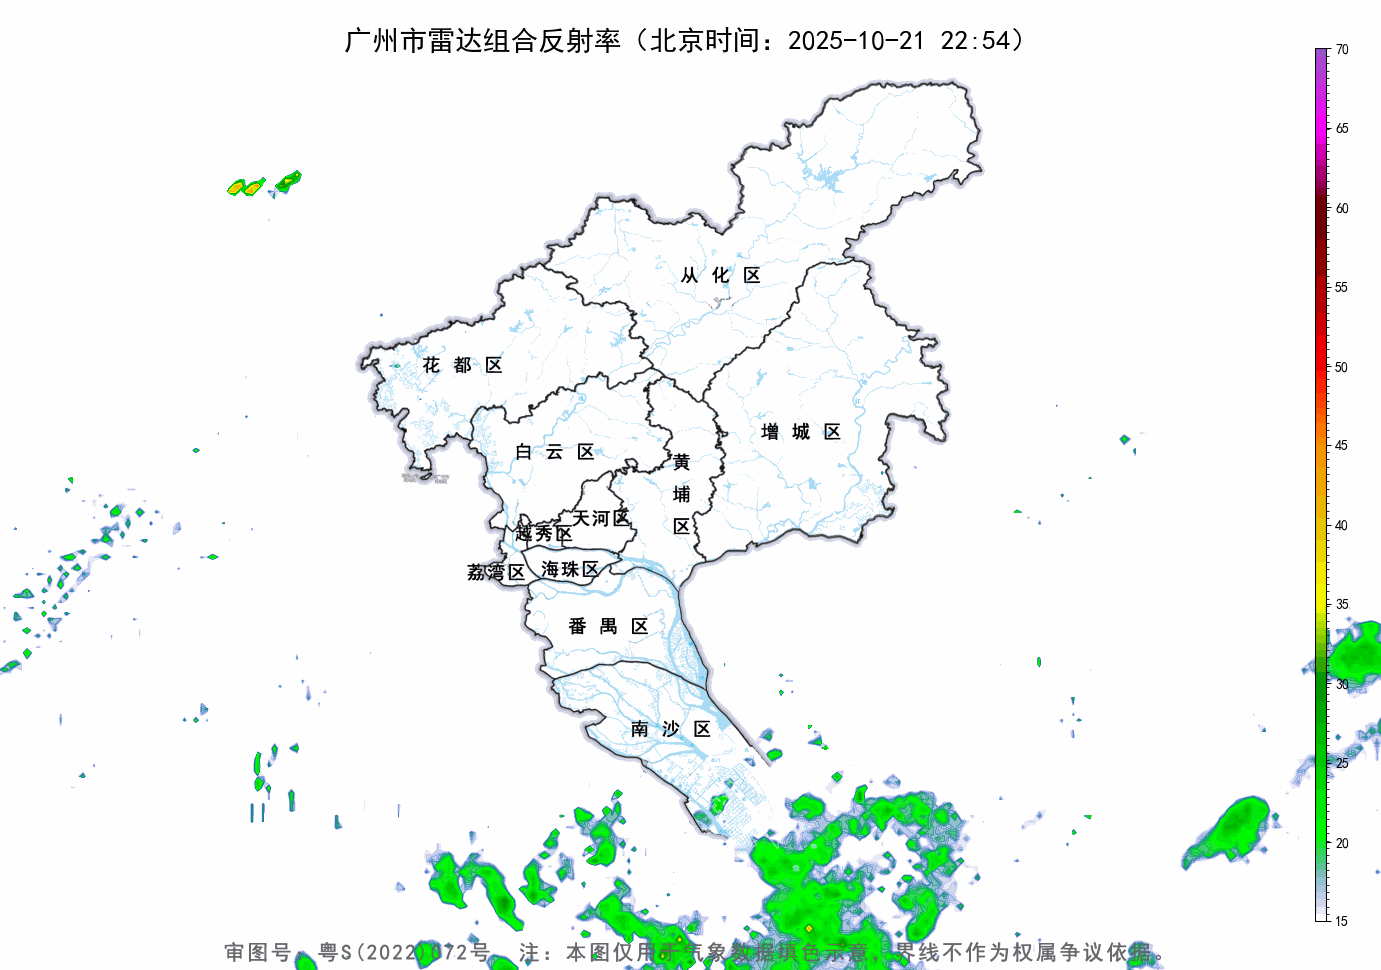 广州市雷达组合反射率（北京时间：2025-10-21 22:54）
70
65
60
55
50
45
40
35
30
25
20
15
从化区
花都区
增城区
白云区
黄埔区
天河区
越秀区
荔湾区
海珠区
番禺区
南沙区
审图号：粤S(2022)072号 注：本图仅用于气象数据填色示意，界线不作为权属争议依据。